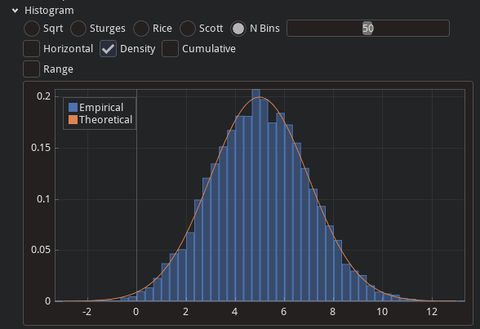 Histogram
Sqrt Sturges Rice Scott N Bins 50
Horizontal Density Cumulative
Range
0.2
Empirical
Theoretical
0.15
0.1
0.05
0
-2 0 2 4 6 8 10 12